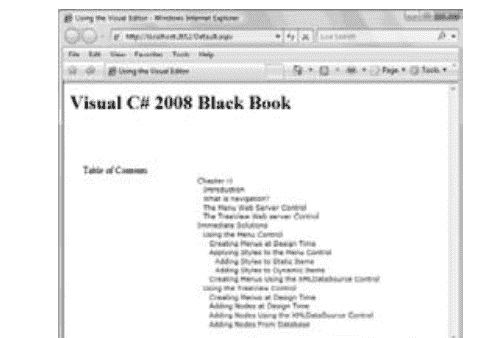 Using the Visual Editor - Windows Internet Explorer
Live Search
File Edit View Favorites Tools Help
Using the Visual Editor
Page Tools
Visual C# 2008 Black Book
Table of Contents
Chapter
Introduction
What is navigation?
The Menu Web Server Control
The TreeView Web server Control
Immediate Solutions
Using the Menu Control
Creating Menus at Design Time
Applying Styles to the Menu Control
Adding Styles to Static Items
Adding Styles to Dynamic Items
Creating Menus Using the XMLDataSource Control
Using the TreeView Control
Creating Menus at Design Time
Adding Nodes at Design Time
Adding Nodes Using the XMLDataSource Control
Adding Nodes From Database